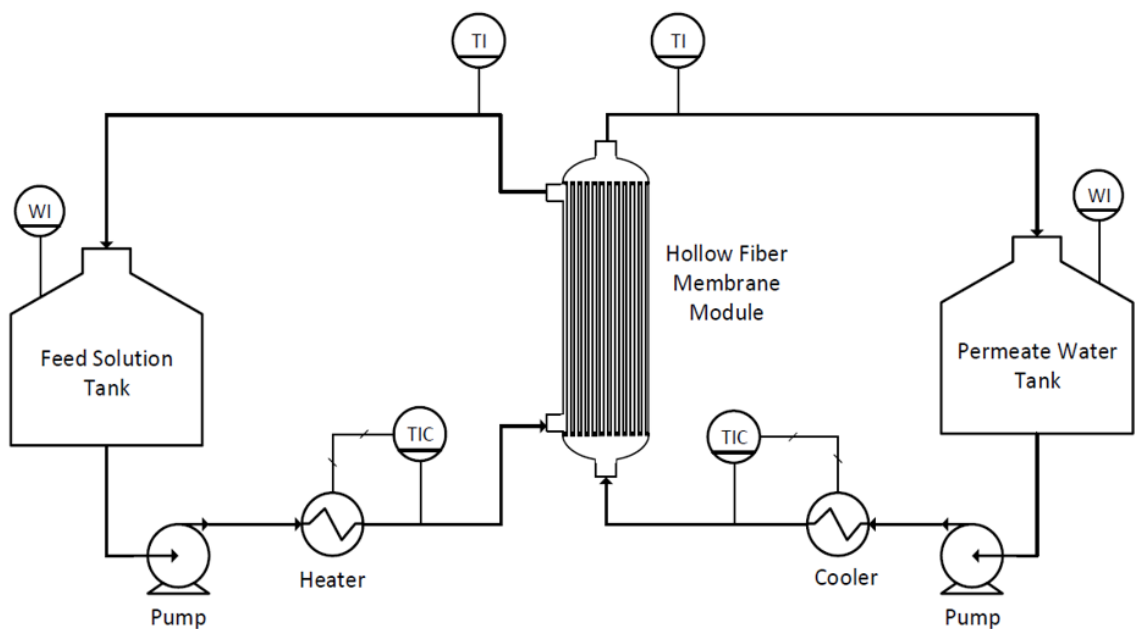 TI
TI
WI
WI
Hollow Fiber
Membrane
Module
Feed Solution
Tank
Permeate Water
Tank
TIC
TIC
Heater
Cooler
Pump
Pump